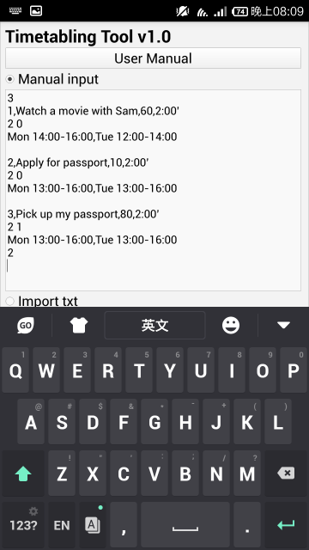 74 晚上08:09
Timetabling Tool v1.0
User Manual
Manual input
3
1,Watch a movie with Sam,60,2:00'
2 0
Mon 14:00-16:00,Tue 12:00-14:00
2,Apply for passport,10,2:00'
2 0
Mon 13:00-16:00,Tue 13:00-16:00
3,Pick up my passport,80,2:00'
2 1
Mon 13:00-16:00,Tue 13:00-16:00
2
Import txt
GO 英文
1 2 3 4 5 6 7 8 9 0
Q W E R T Y U I O P
@ # $ & ( )
A S D F G H J K L
Z X C V B N M
123? EN A , .